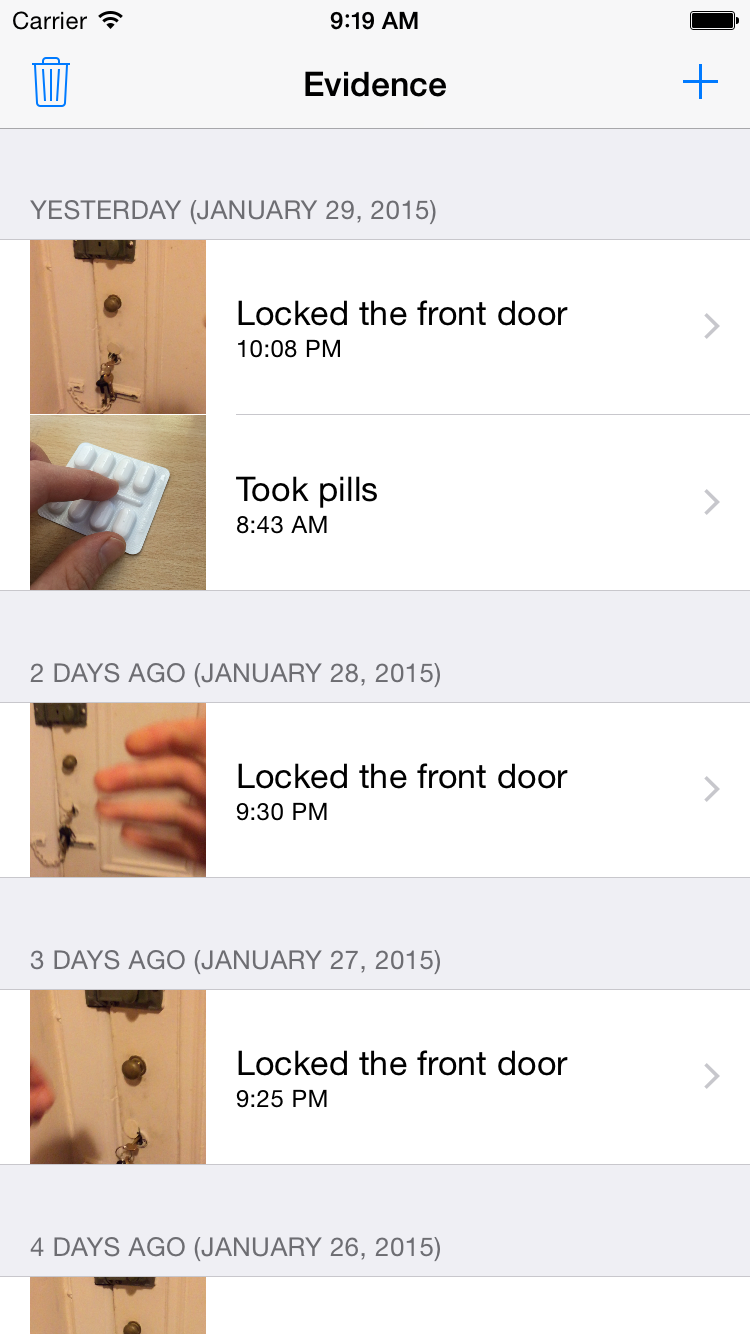 Carrier 9:19 AM
Evidence
YESTERDAY (JANUARY 29, 2015)
Locked the front door
10:08 PM
Took pills
8:43 AM
2 DAYS AGO (JANUARY 28, 2015)
Locked the front door
9:30 PM
3 DAYS AGO (JANUARY 27, 2015)
Locked the front door
9:25 PM
4 DAYS AGO (JANUARY 26, 2015)